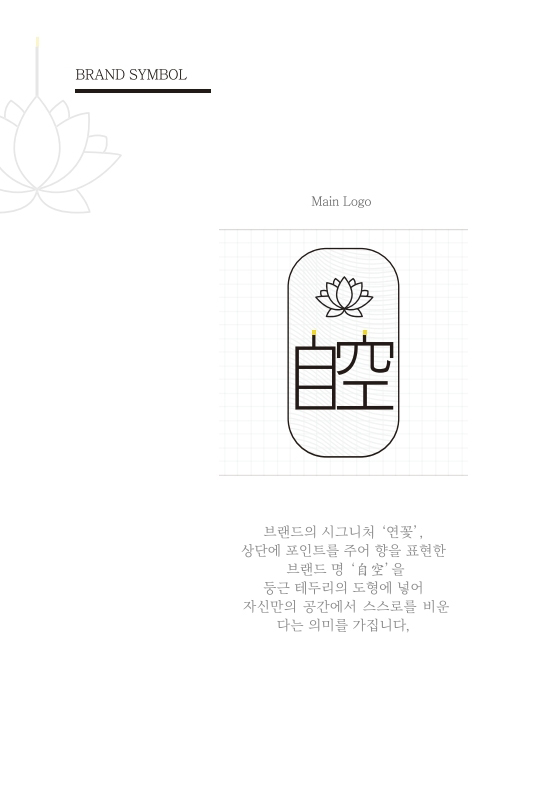 BRAND SYMBOL
Main Logo
自空
브랜드의 시그니처 ‘연꽃’,
상단에 포인트를 주어 향을 표현한
브랜드 명 ‘自空’을
둥근 테두리의 도형에 넣어
자신만의 공간에서 스스로를 비운
다는 의미를 가집니다,